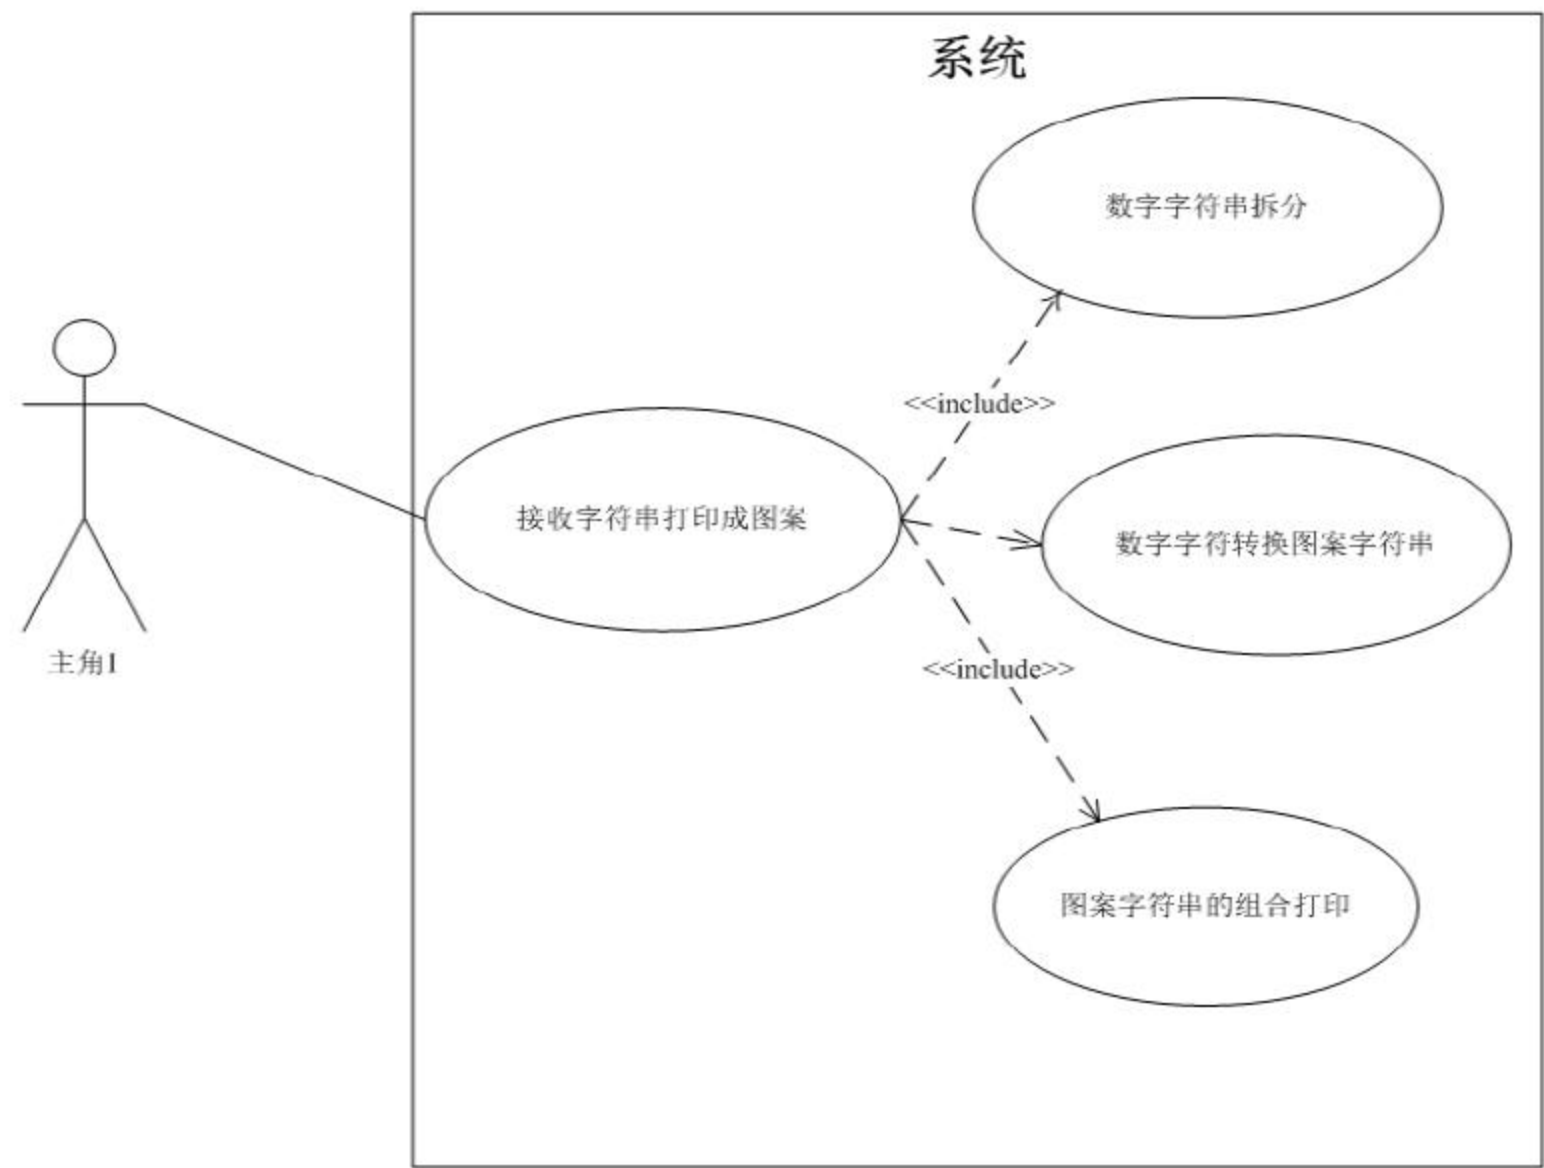 系统
数字字符串拆分
<<include>>
接收字符串打印成图案
数字字符转换图案字符串
主角1
<<include>>
图案字符串的组合打印